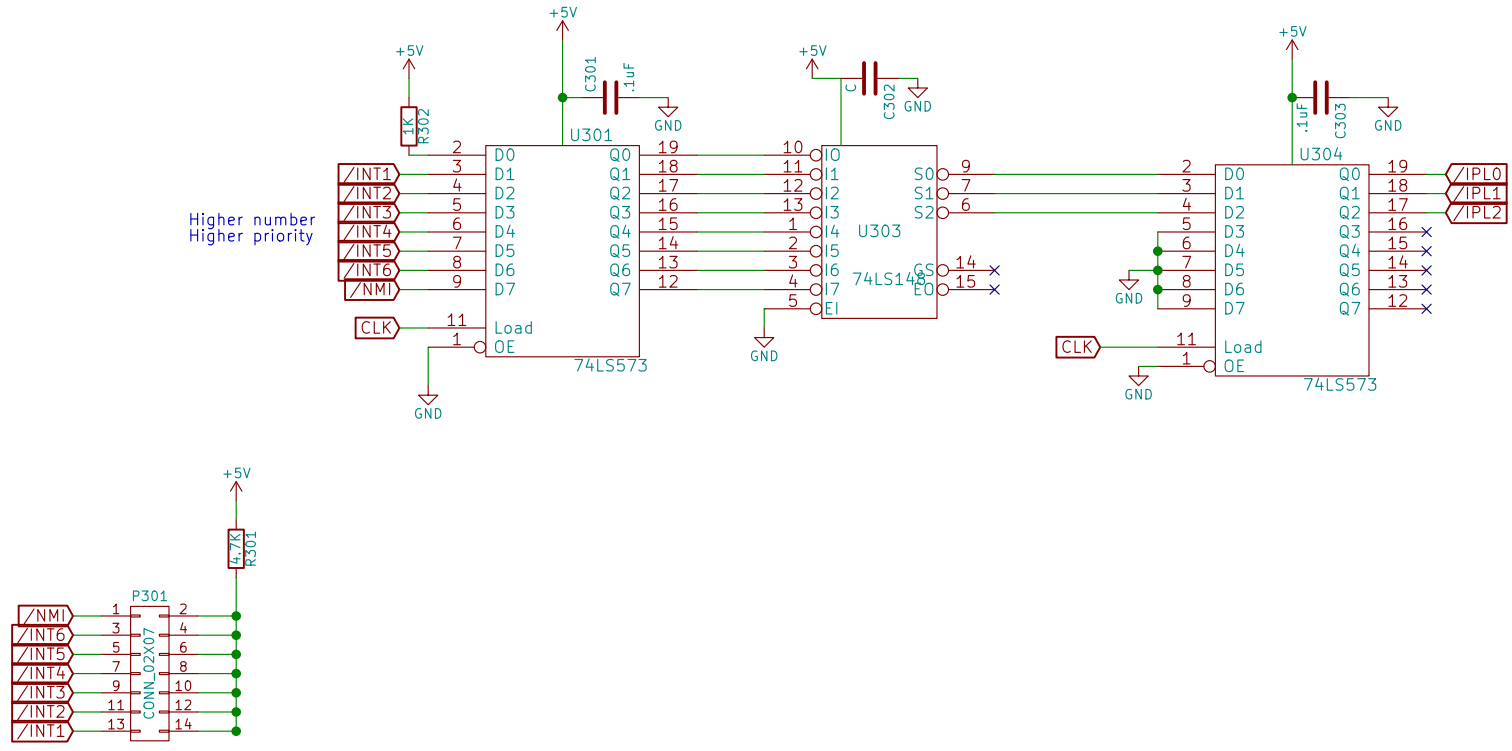 +5V
+5V
+5V
+5V
C301
.1uF
GND
C
C302
GND
.1uF
C303
GND
1K
R302
U301
2 D0 Q0 19
/INT1 3 D1 Q1 18
/INT2 4 D2 Q2 17
/INT3 5 D3 Q3 16
/INT4 6 D4 Q4 15
/INT5 7 D5 Q5 14
/INT6 8 D6 Q6 13
/NMI 9 D7 Q7 12
CLK 11 Load
1 OE
74LS573
GND
Higher number
Higher priority
10 I0
11 I1 S0 9
12 I2 S1 7
13 I3 S2 6
1 I4
U303
2 I5
3 I6 GS 14
74LS148
4 I7 EO 15
5 EI
GND
U304
2 D0 Q0 19 /IPL0
3 D1 Q1 18 /IPL1
4 D2 Q2 17 /IPL2
5 D3 Q3 16
6 D4 Q4 15
7 D5 Q5 14
8 D6 Q6 13
9 D7 Q7 12
GND
CLK 11 Load
1 OE
74LS573
GND
+5V
4.7K
R301
P301
/NMI 1 2
/INT6 3 4
/INT5 5 6
/INT4 7 8
/INT3 9 10
/INT2 11 12
/INT1 13 14
CONN_02X07